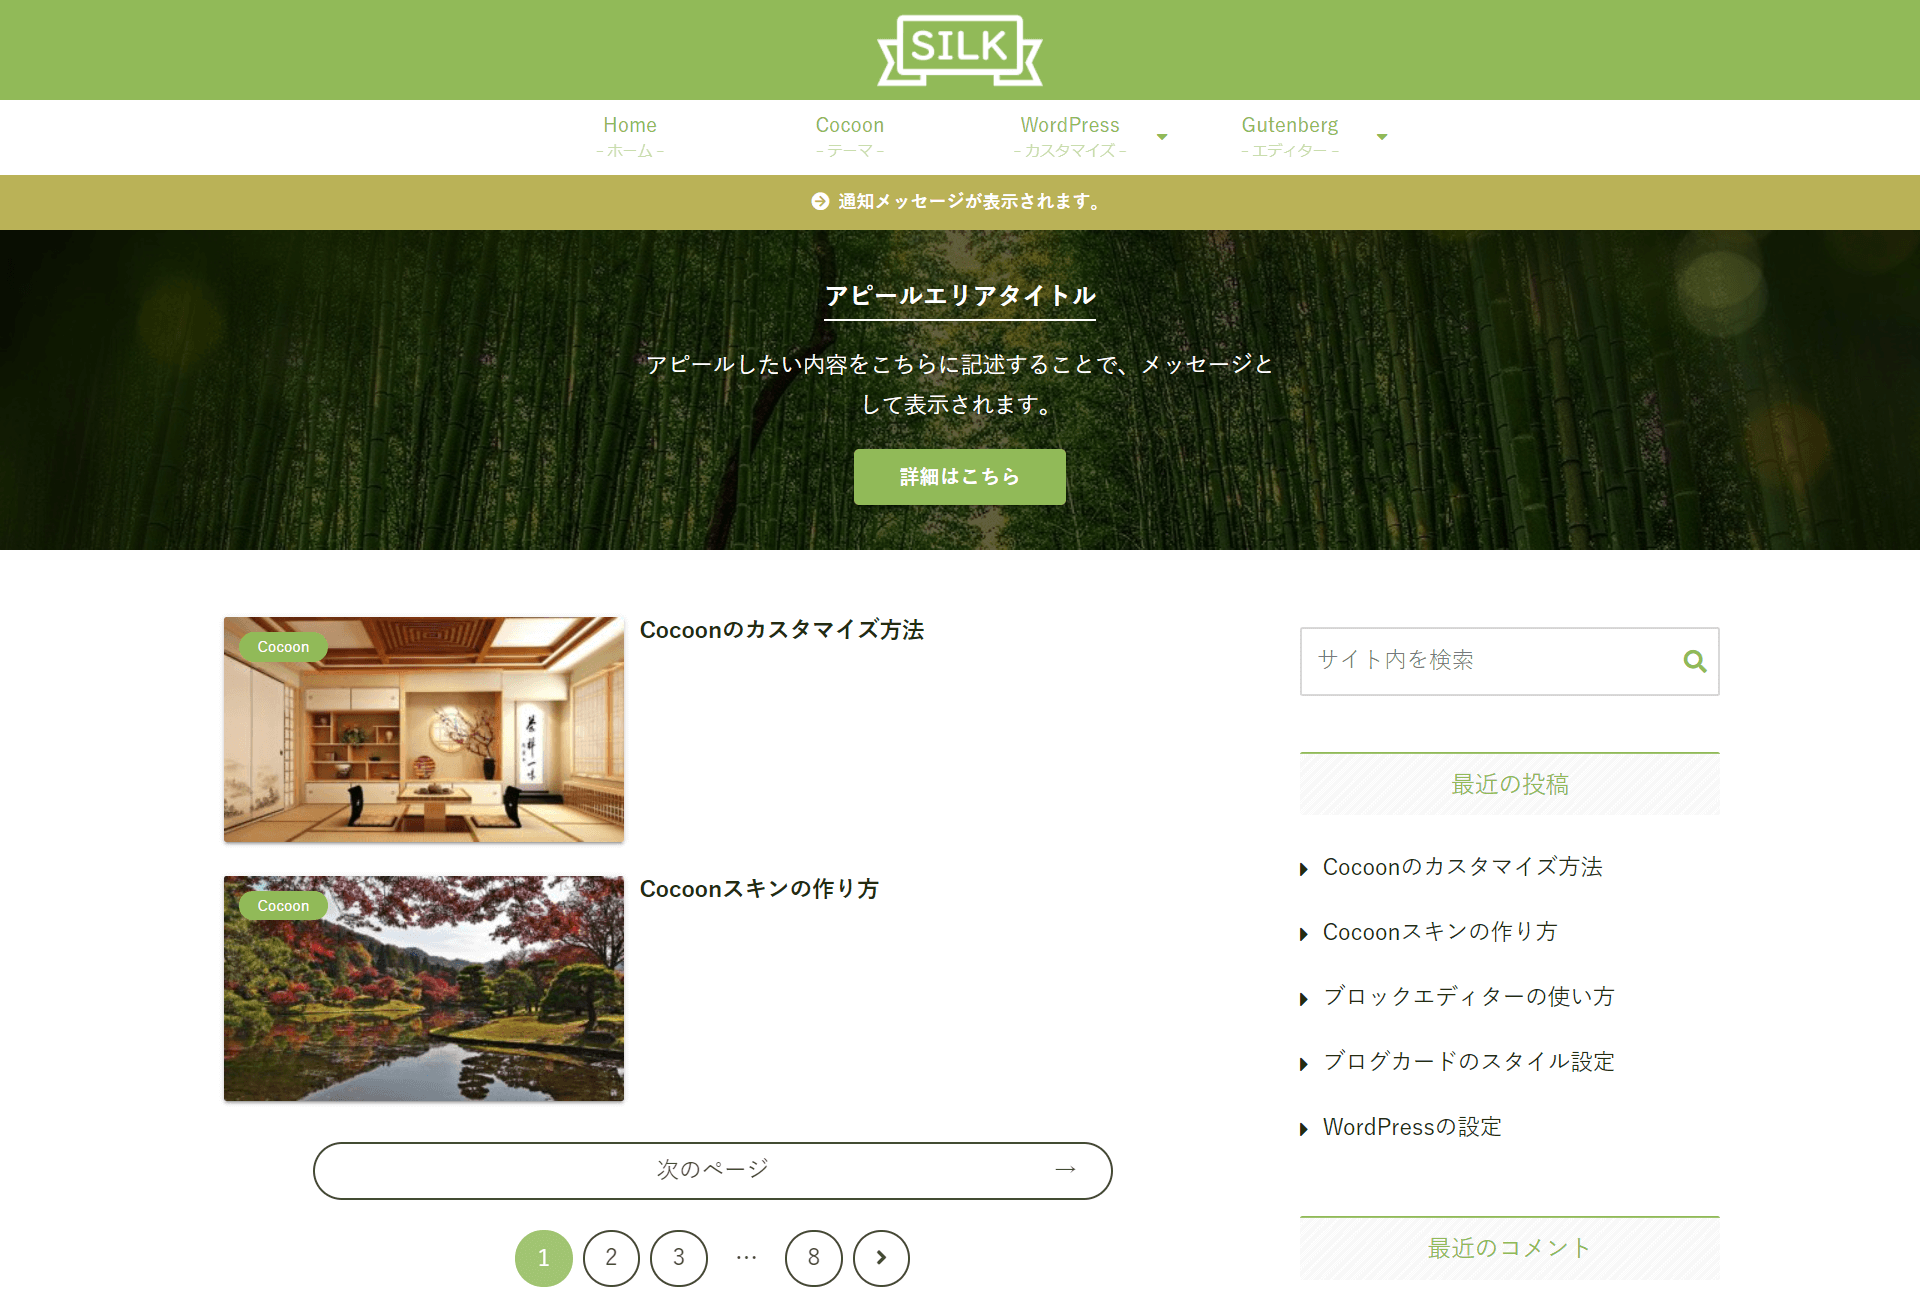 SILK
Home
- ホーム -
Cocoon
- テーマ -
WordPress
- カスタマイズ -
Gutenberg
- エディター -
通知メッセージが表示されます。
アピールエリアタイトル
アピールしたい内容をこちらに記述することで、メッセージと
して表示されます。
詳細はこちら
Cocoon
Cocoonのカスタマイズ方法
Cocoon
Cocoonスキンの作り方
次のページ →
1 2 3 … 8
サイト内を検索
最近の投稿
Cocoonのカスタマイズ方法
Cocoonスキンの作り方
ブロックエディターの使い方
ブログカードのスタイル設定
WordPressの設定
最近のコメント